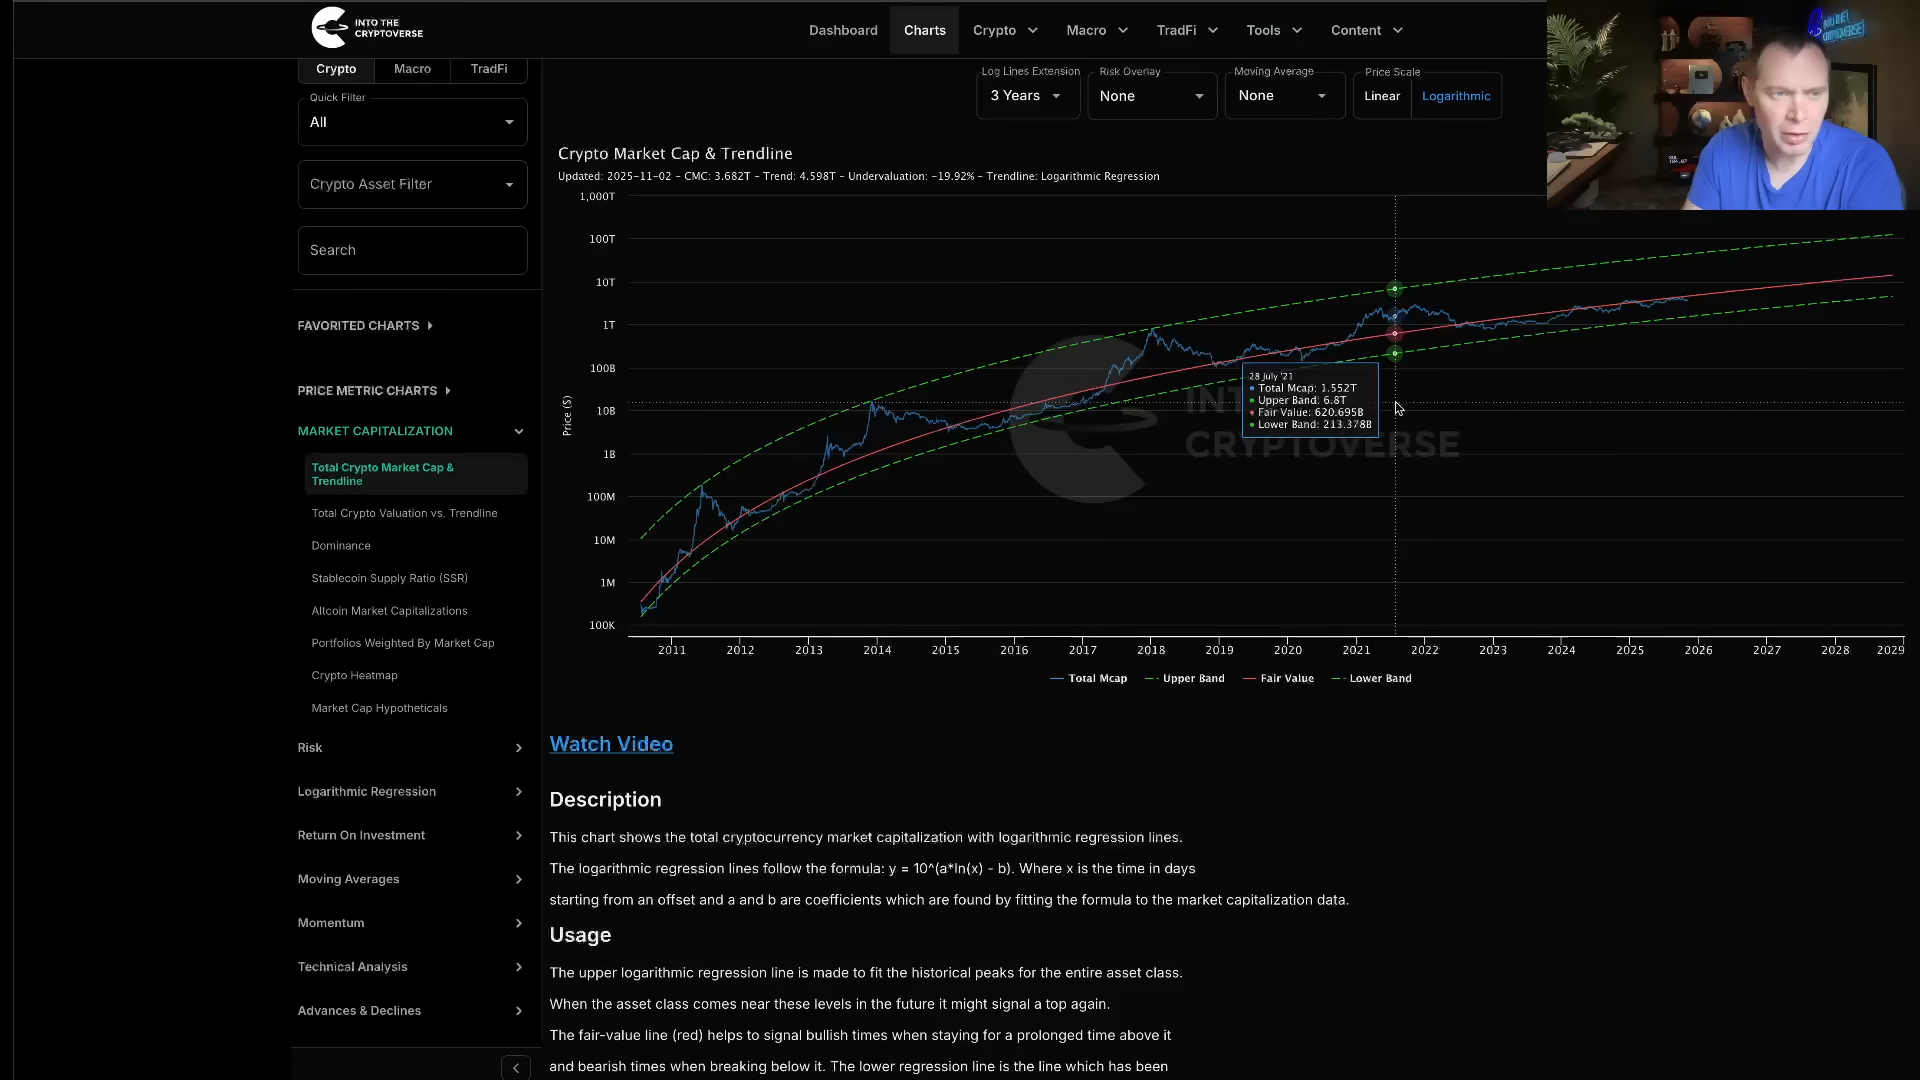 INTO THE
CRYPTOVERSE
Dashboard
Charts
Crypto
Macro
TradFi
Tools
Content
Crypto
Macro
TradFi
Quick Filter
All
Crypto Asset Filter
Search
FAVORITED CHARTS
PRICE METRIC CHARTS
MARKET CAPITALIZATION
Total Crypto Market Cap &
Trendline
Total Crypto Valuation vs. Trendline
Dominance
Stablecoin Supply Ratio (SSR)
Altcoin Market Capitalizations
Portfolios Weighted By Market Cap
Crypto Heatmap
Market Cap Hypotheticals
Risk
Logarithmic Regression
Return On Investment
Moving Averages
Momentum
Technical Analysis
Advances & Declines
Log Lines Extension
3 Years
Risk Overlay
None
Moving Average
None
Price Scale
Linear
Logarithmic
Crypto Market Cap & Trendline
Updated: 2025-11-02 - CMC: 3.682T - Trend: 4.598T - Undervaluation: -19.92% - Trendline: Logarithmic Regression
1,000T
100T
10T
1T
100B
10B
1B
100M
10M
1M
100K
Price ($)
INTO THE
CRYPTOVERSE
28 July '21
Total Mcap: 1.552T
Upper Band: 6.8T
Fair Value: 620.695B
Lower Band: 213.378B
2011
2012
2013
2014
2015
2016
2017
2018
2019
2020
2021
2022
2023
2024
2025
2026
2027
2028
2029
Total Mcap
Upper Band
Fair Value
Lower Band
Watch Video
Description
This chart shows the total cryptocurrency market capitalization with logarithmic regression lines.
The logarithmic regression lines follow the formula: y = 10^(a*ln(x) - b). Where x is the time in days
starting from an offset and a and b are coefficients which are found by fitting the formula to the market capitalization data.
Usage
The upper logarithmic regression line is made to fit the historical peaks for the entire asset class.
When the asset class comes near these levels in the future it might signal a top again.
The fair-value line (red) helps to signal bullish times when staying for a prolonged time above it
and bearish times when breaking below it. The lower regression line is the line which has been